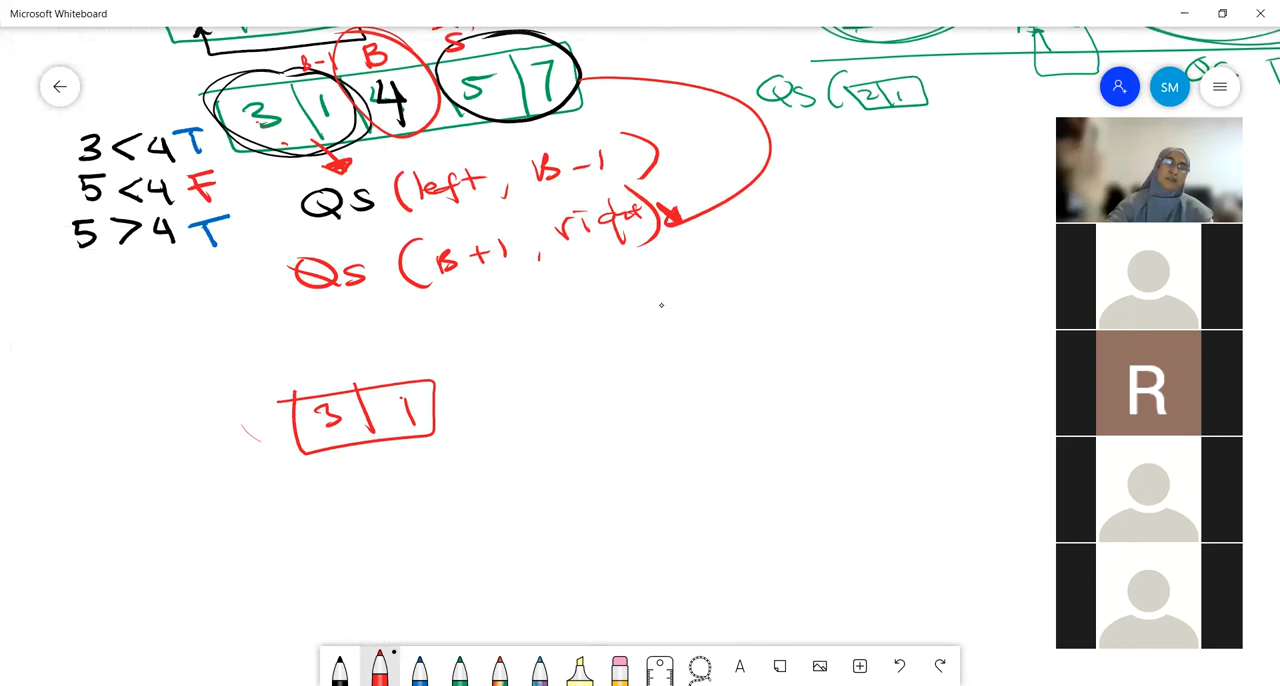 Microsoft Whiteboard
B-1 B S
3 1 4 5 7
QS ( 2 1
SM
3 < 4 T
5 < 4 F
5 > 4 T
QS (left, B-1)
QS (B+1, right)
3 1
R
A